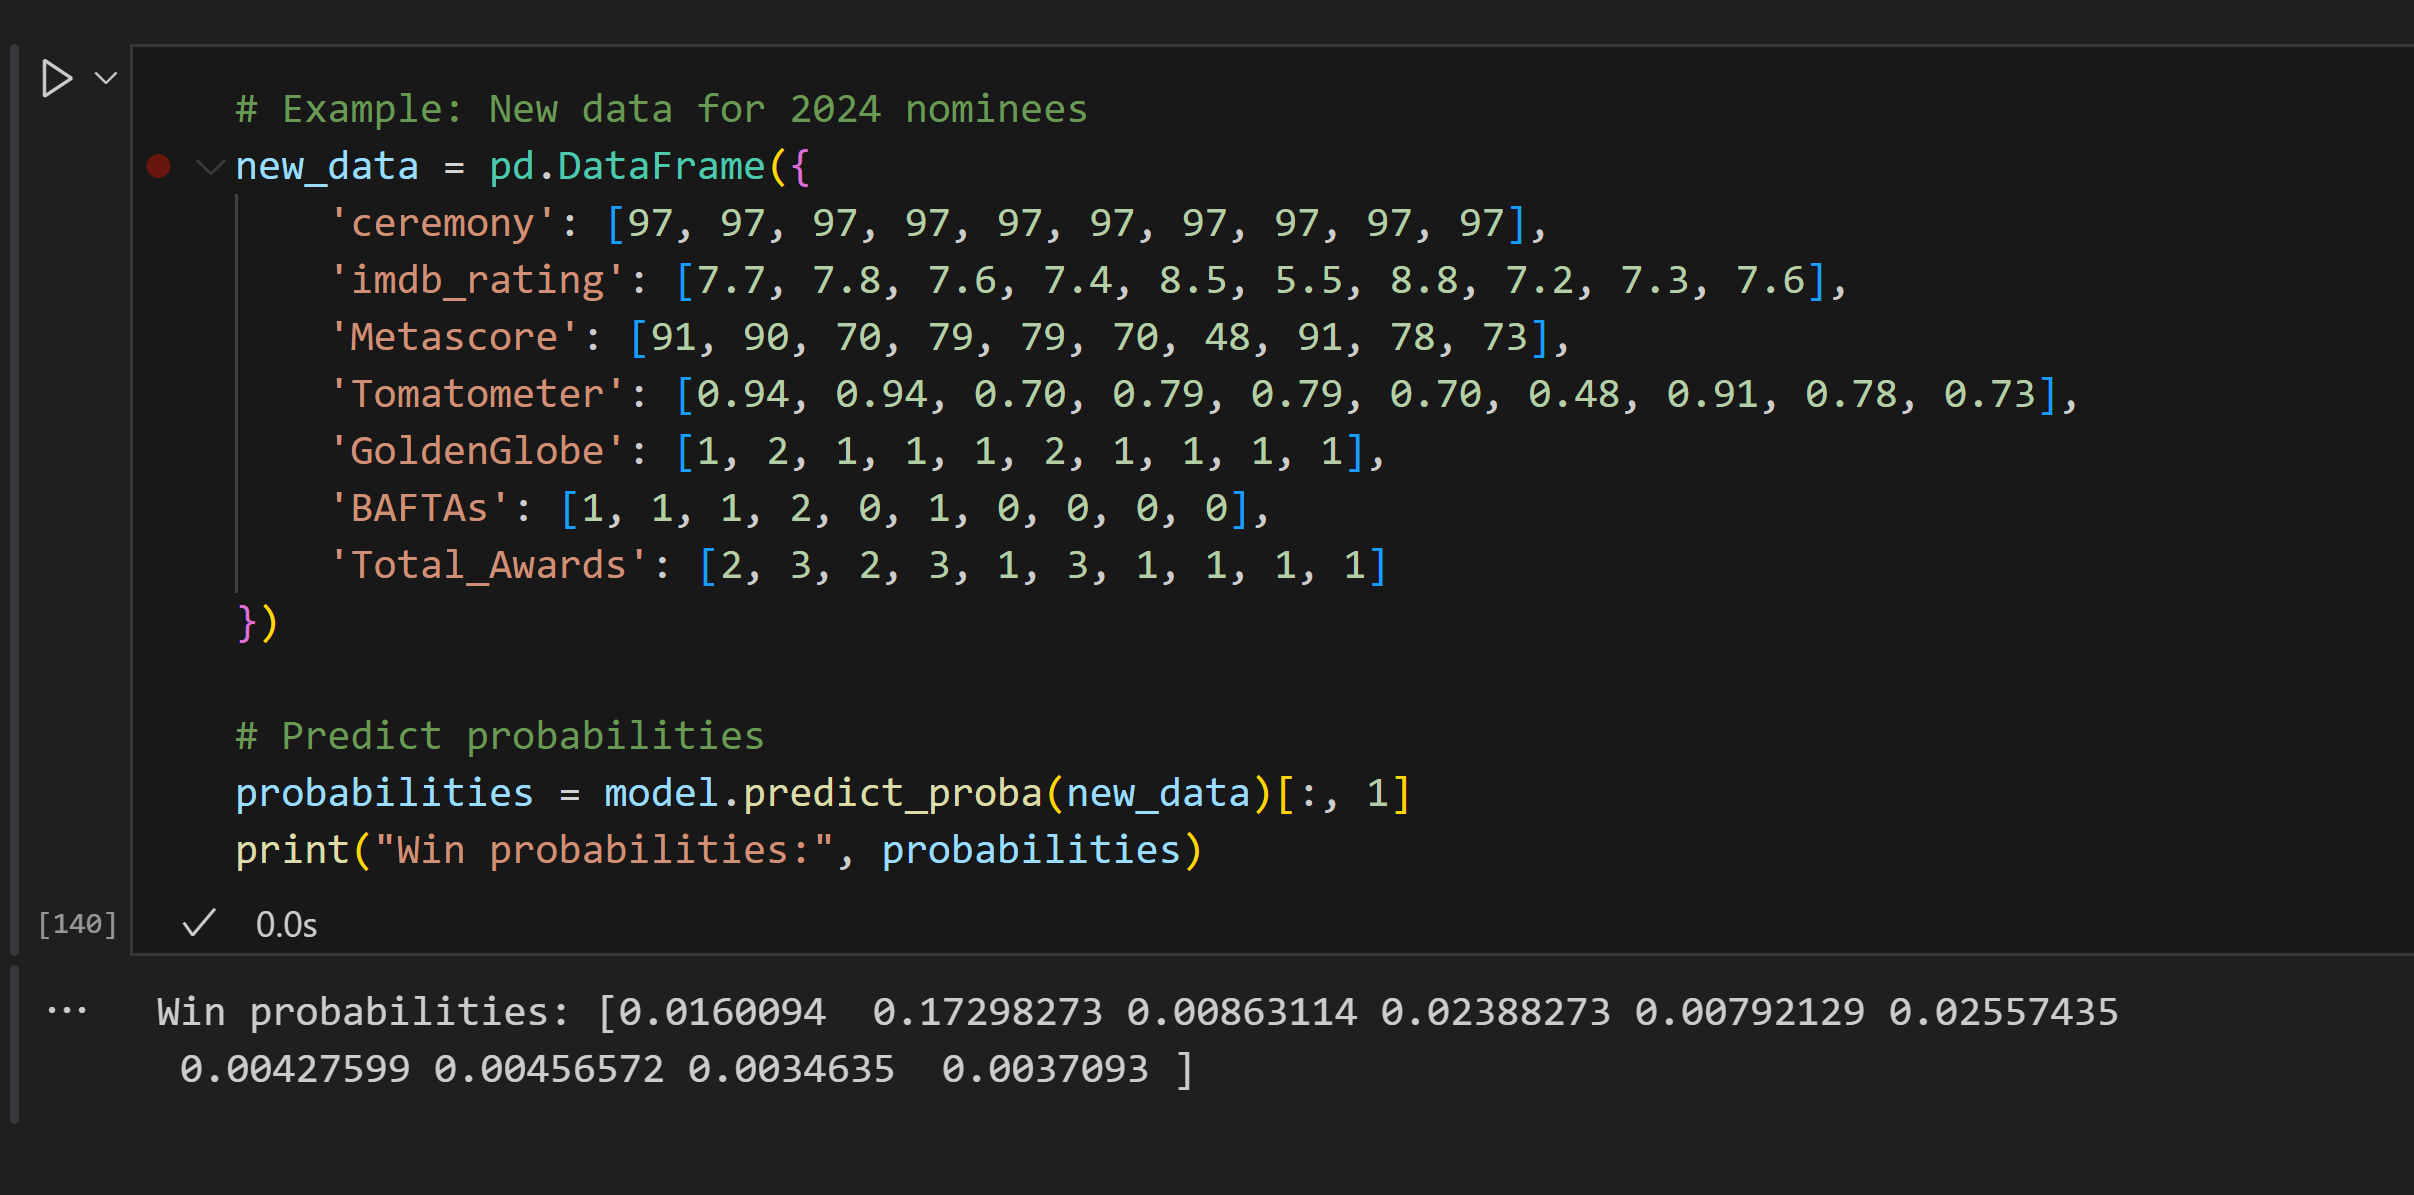 # Example: New data for 2024 nominees
new_data = pd.DataFrame({
    'ceremony': [97, 97, 97, 97, 97, 97, 97, 97, 97, 97],
    'imdb_rating': [7.7, 7.8, 7.6, 7.4, 8.5, 5.5, 8.8, 7.2, 7.3, 7.6],
    'Metascore': [91, 90, 70, 79, 79, 70, 48, 91, 78, 73],
    'Tomatometer': [0.94, 0.94, 0.70, 0.79, 0.79, 0.70, 0.48, 0.91, 0.78, 0.73],
    'GoldenGlobe': [1, 2, 1, 1, 1, 2, 1, 1, 1, 1],
    'BAFTAs': [1, 1, 1, 2, 0, 1, 0, 0, 0, 0],
    'Total_Awards': [2, 3, 2, 3, 1, 3, 1, 1, 1, 1]
})
# Predict probabilities
probabilities = model.predict_proba(new_data)[:, 1]
print("Win probabilities:", probabilities)
[140] 0.0s
Win probabilities: [0.0160094  0.17298273 0.00863114 0.02388273 0.00792129 0.02557435
 0.00427599 0.00456572 0.0034635  0.0037093 ]